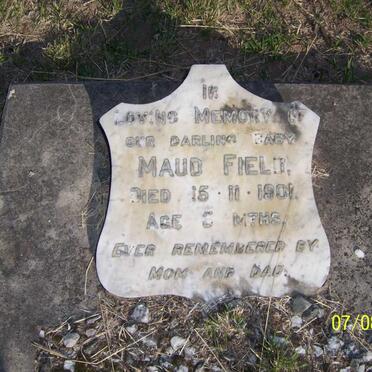 IN
LOVING MEMORY OF
OUR DARLING BABY
MAUD FIELD.
DIED 15·11·1901.
AGE MTHS.
EVER REMEMBERED BY
MOM AND DAD.
07/08